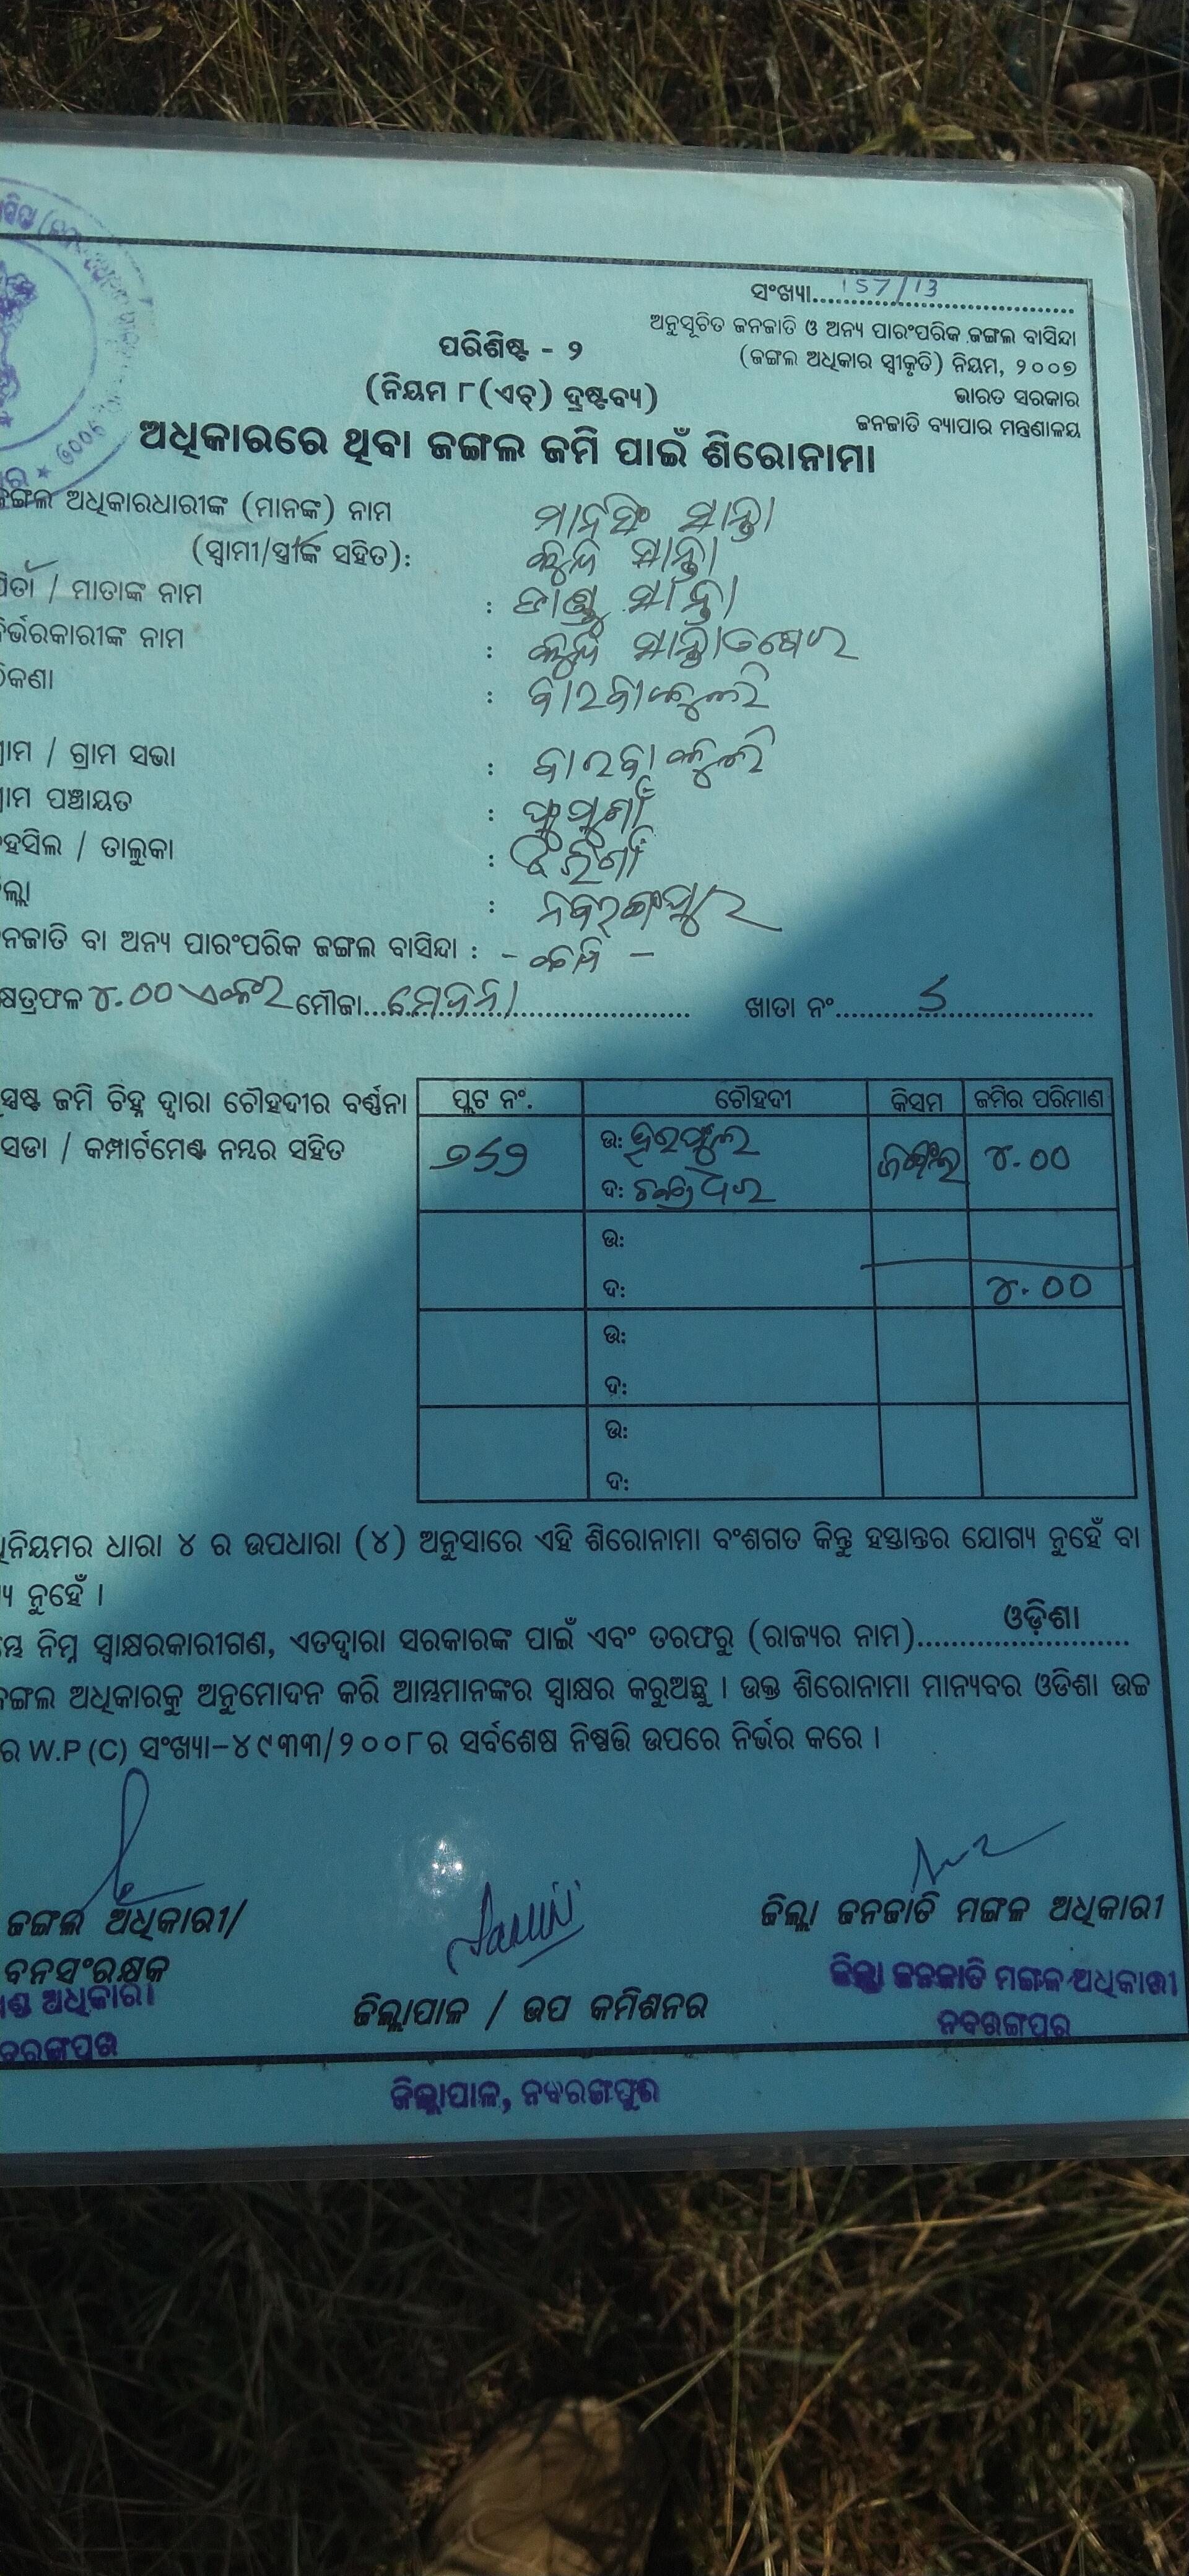 ସଂଖ୍ୟା.... 157/13
ଅନୁସୂଚିତ ଜନଜାତି ଓ ଅନ୍ୟ ପାରଂପରିକ ଜଙ୍ଗଲ ବାସିନ୍ଦା
(ଜଙ୍ଗଲ ଅଧିକାର ସ୍ୱୀକୃତି) ନିୟମ, ୨୦୦୭
ଭାରତ ସରକାର
ଜନଜାତି ବ୍ୟାପାର ମନ୍ତ୍ରଣାଳୟ
ପରିଶିଷ୍ଟ - ୨
(ନିୟମ ୮(ଏଚ୍) ଦ୍ରଷ୍ଟବ୍ୟ)
ଅଧିକାରରେ ଥିବା ଜଙ୍ଗଲ ଜମି ପାଇଁ ଶିରୋନାମା
ଜଙ୍ଗଲ ଅଧିକାରଧାରୀଙ୍କ (ମାନଙ୍କ) ନାମ ମାନସିଂ ସାନ୍ତା
(ସ୍ୱାମୀ/ସ୍ତ୍ରୀଙ୍କ ସହିତ): ସାନ୍ତା
ପିତା / ମାତାଙ୍କ ନାମ : ସାନ୍ତା
ନିର୍ଭରକାରୀଙ୍କ ନାମ : ସାନ୍ତା
ଠିକଣା :
ଗ୍ରାମ / ଗ୍ରାମ ସଭା :
ଗ୍ରାମ ପଞ୍ଚାୟତ :
ତହସିଲ / ତାଲୁକା : ଝରିଗାଁ
ଜିଲ୍ଲା : ନବରଙ୍ଗପୁର
ଜନଜାତି ବା ଅନ୍ୟ ପାରଂପରିକ ଜଙ୍ଗଲ ବାସିନ୍ଦା :
କ୍ଷେତ୍ରଫଳ ୪.୦୦ ଏକର ମୌଜା.... ଖାତା ନଂ....
ସ୍ପଷ୍ଟ ଜମି ଚିହ୍ନ ଦ୍ୱାରା ଚୌହଦୀର ବର୍ଣ୍ଣନା
ସଡା / କମ୍ପାର୍ଟମେଣ୍ଟ ନମ୍ବର ସହିତ
ପ୍ଲଟ ନଂ. ଚୌହଦୀ କିସମ ଜମିର ପରିମାଣ
ଉ: ଜଙ୍ଗଲ ୪.୦୦
ଦ:
ଉ:
ଦ: ୪.୦୦
ଉ:
ଦ:
ଉ:
ଦ:
ଧିନିୟମର ଧାରା ୪ ର ଉପଧାରା (୪) ଅନୁସାରେ ଏହି ଶିରୋନାମା ବଂଶଗତ କିନ୍ତୁ ହସ୍ତାନ୍ତର ଯୋଗ୍ୟ ନୁହେଁ ବା
ୟ ନୁହେଁ ।
ନିମ୍ନ ସ୍ୱାକ୍ଷରକାରୀଗଣ, ଏତଦ୍ୱାରା ସରକାରଙ୍କ ପାଇଁ ଏବଂ ତରଫରୁ (ରାଜ୍ୟର ନାମ).... ଓଡ଼ିଶା
ଜଙ୍ଗଲ ଅଧିକାରକୁ ଅନୁମୋଦନ କରି ଆମ୍ଭମାନଙ୍କର ସ୍ୱାକ୍ଷର କରୁଅଛୁ । ଉକ୍ତ ଶିରୋନାମା ମାନ୍ୟବର ଓଡିଶା ଉଚ୍ଚ
ର W.P (C) ସଂଖ୍ୟା-୪୯୩୩/୨୦୦୮ର ସର୍ବଶେଷ ନିଷ୍ପତ୍ତି ଉପରେ ନିର୍ଭର କରେ ।
ଜଙ୍ଗଲ ଅଧିକାରୀ/
ବନସଂରକ୍ଷକ
ଖଣ୍ଡ ଅଧିକାରୀ
ନବରଙ୍ଗପୁର
ଜିଲ୍ଲାପାଳ / ଉପ କମିଶନର
ଜିଲ୍ଲାପାଳ, ନବରଙ୍ଗପୁର
ଜିଲ୍ଲା ଜନଜାତି ମଙ୍ଗଳ ଅଧିକାରୀ
ଜିଲ୍ଲା ଜନଜାତି ମଙ୍ଗଳ ଅଧିକାରୀ
ନବରଙ୍ଗପୁର